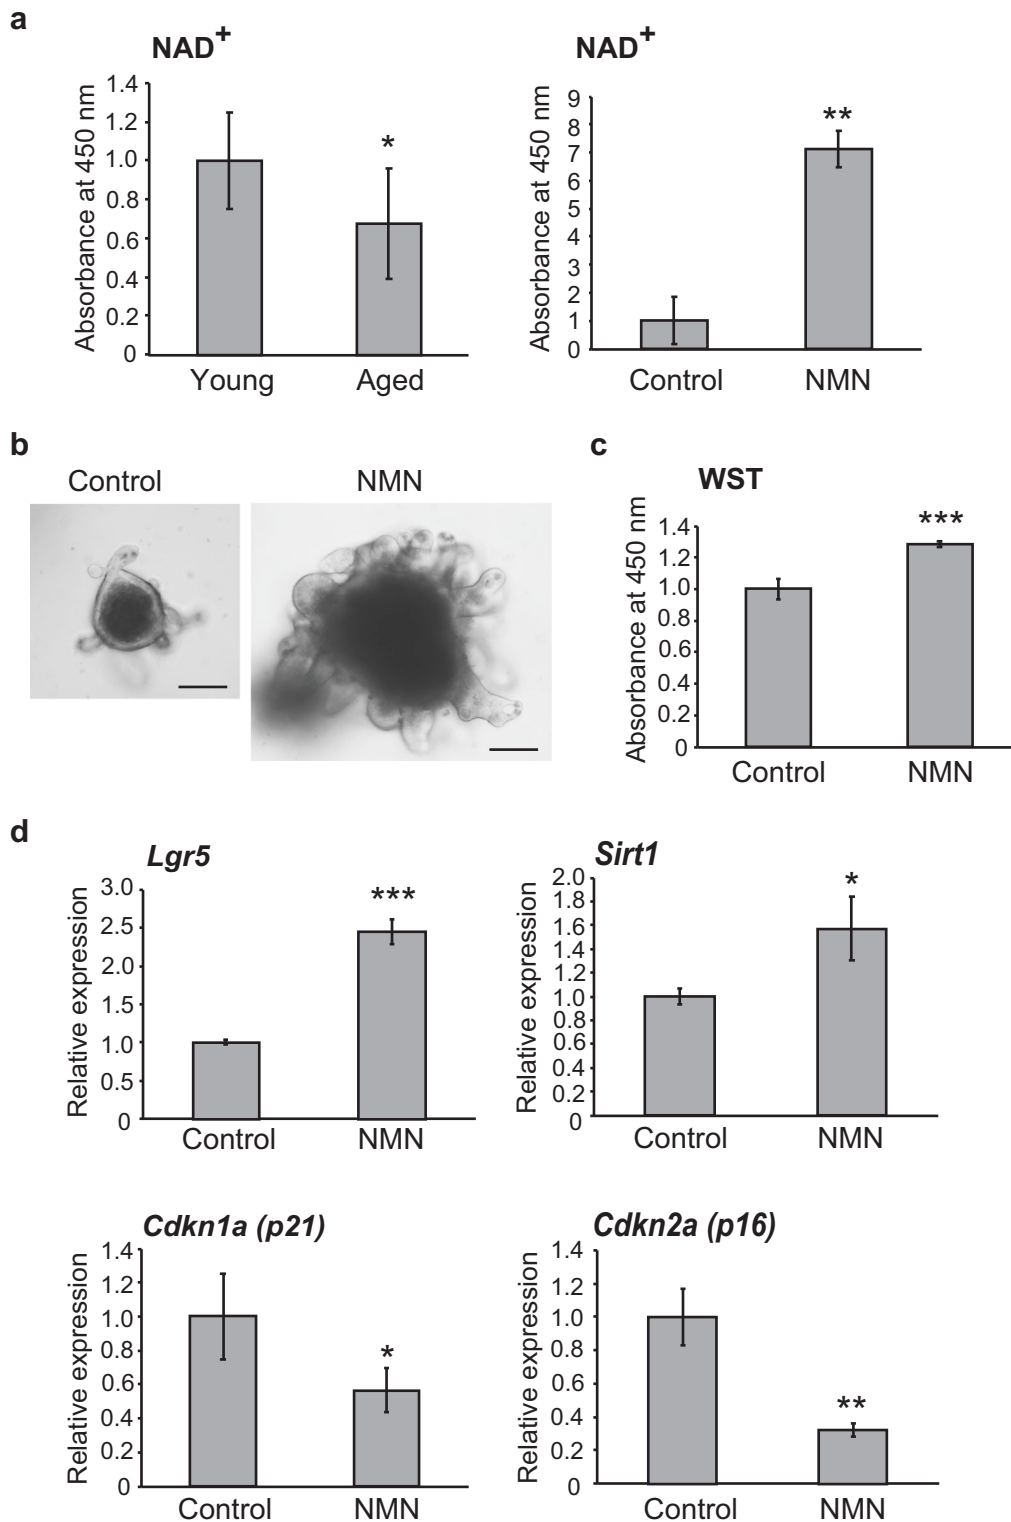 a
NAD+
Absorbance at 450 nm
1.4
1.2
1.0
0.8
0.6
0.4
0.2
0
*
Young Aged
NAD+
Absorbance at 450 nm
9
8
7
6
5
4
3
2
1
0
**
Control NMN
b
Control NMN
c
WST
Absorbance at 450 nm
1.4
1.2
1.0
0.8
0.6
0.4
0.2
0
***
Control NMN
d
Lgr5
Relative expression
3.0
2.5
2.0
1.5
1.0
0.5
0
***
Control NMN
Sirt1
Relative expression
2.0
1.8
1.6
1.4
1.2
1.0
0.8
0.6
0.4
0.2
0
*
Control NMN
Cdkn1a (p21)
Relative expression
1.4
1.2
1.0
0.8
0.6
0.4
0.2
0
*
Control NMN
Cdkn2a (p16)
Relative expression
1.4
1.2
1.0
0.8
0.6
0.4
0.2
0
**
Control NMN